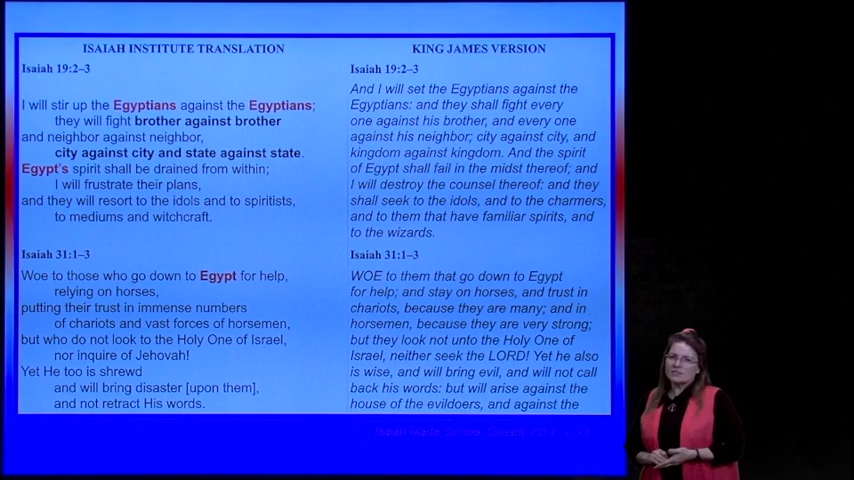 ISAIAH INSTITUTE TRANSLATION
Isaiah 19:2–3
I will stir up the Egyptians against the Egyptians;
they will fight brother against brother
and neighbor against neighbor,
city against city and state against state.
Egypt's spirit shall be drained from within;
I will frustrate their plans,
and they will resort to the idols and to spiritists,
to mediums and witchcraft.
Isaiah 31:1–3
Woe to those who go down to Egypt for help,
relying on horses,
putting their trust in immense numbers
of chariots and vast forces of horsemen,
but who do not look to the Holy One of Israel,
nor inquire of Jehovah!
Yet He too is shrewd
and will bring disaster [upon them],
and not retract His words.
KING JAMES VERSION
Isaiah 19:2–3
And I will set the Egyptians against the
Egyptians: and they shall fight every
one against his brother, and every one
against his neighbor; city against city, and
kingdom against kingdom. And the spirit
of Egypt shall fail in the midst thereof; and
I will destroy the counsel thereof: and they
shall seek to the idols, and to the charmers,
and to them that have familiar spirits, and
to the wizards.
Isaiah 31:1–3
WOE to them that go down to Egypt
for help; and stay on horses, and trust in
chariots, because they are many; and in
horsemen, because they are very strong;
but they look not unto the Holy One of
Israel, neither seek the LORD! Yet he also
is wise, and will bring evil, and will not call
back his words: but will arise against the
house of the evildoers, and against the
Isaiah Made Simple